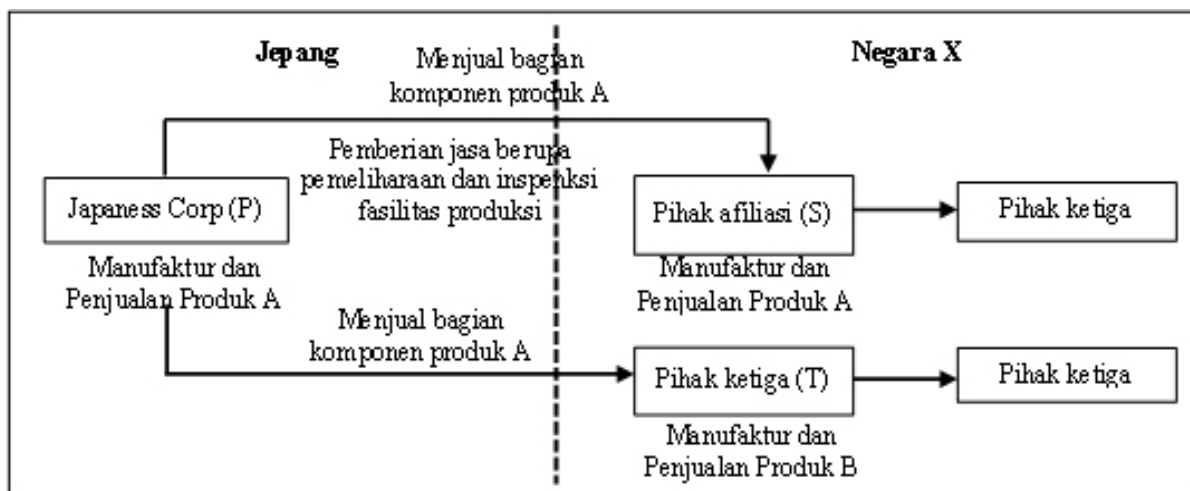 Jepang
Negara X
Menjual bagian
komponen produk A
Pemberian jasa berupa
pemeliharaan dan inspenksi
fasilitas produksi
Japaness Corp (P)
Manufaktur dan
Penjualan Produk A
Pihak afiliasi (S)
Manufaktur dan
Penjualan Produk A
Pihak ketiga
Menjual bagian
komponen produk A
Pihak ketiga (T)
Manufaktur dan
Penjualan Produk B
Pihak ketiga